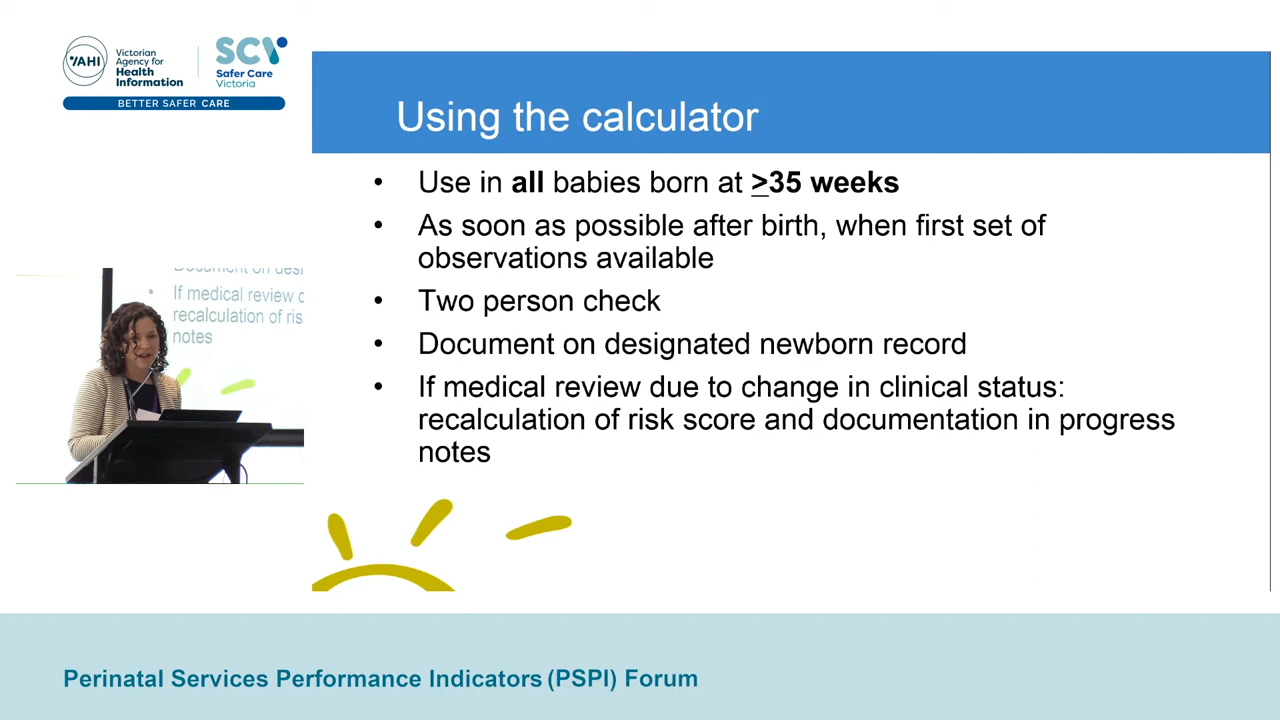 VAHI
Victorian
Agency for
Health
Information
SCV
Safer Care
Victoria
BETTER SAFER CARE
Using the calculator
• Use in all babies born at >35 weeks
• As soon as possible after birth, when first set of
observations available
• Two person check
• Document on designated newborn record
• If medical review due to change in clinical status:
recalculation of risk score and documentation in progress
notes
Document on desi
• If medical review c
recalculation of ris
notes
Perinatal Services Performance Indicators (PSPI) Forum